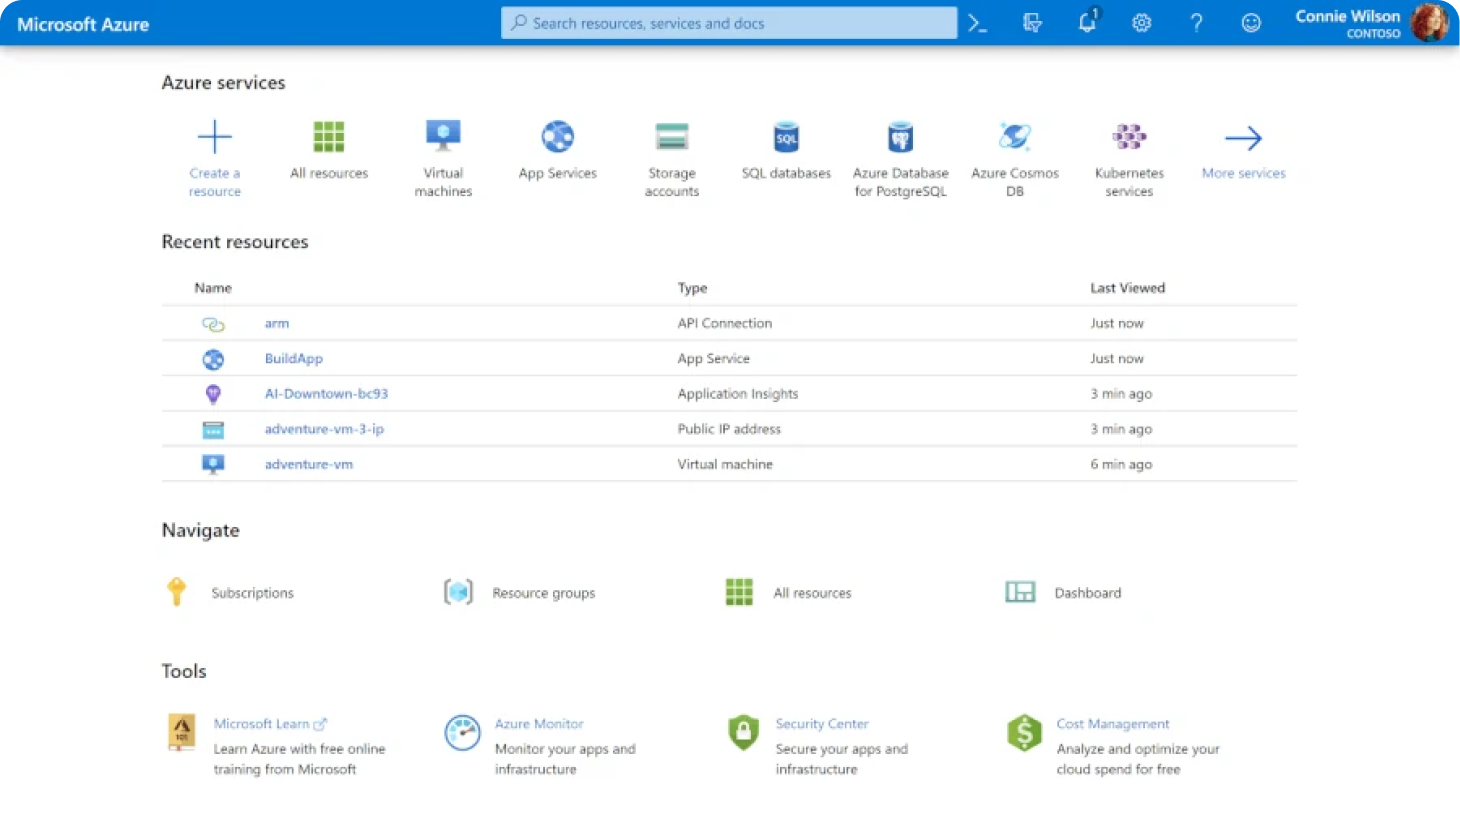 Microsoft Azure
Search resources, services and docs
1
Connie Wilson
CONTOSO
Azure services
Create a
resource
All resources
Virtual
machines
App Services
Storage
accounts
SQL
SQL databases
Azure Database
for PostgreSQL
Azure Cosmos
DB
Kubernetes
services
More services
Recent resources
Name Type Last Viewed
arm API Connection Just now
BuildApp App Service Just now
AI-Downtown-bc93 Application Insights 3 min ago
adventure-vm-3-ip Public IP address 3 min ago
adventure-vm Virtual machine 6 min ago
Navigate
Subscriptions Resource groups All resources Dashboard
Tools
101
Microsoft Learn
Learn Azure with free online
training from Microsoft
Azure Monitor
Monitor your apps and
infrastructure
Security Center
Secure your apps and
infrastructure
$
Cost Management
Analyze and optimize your
cloud spend for free